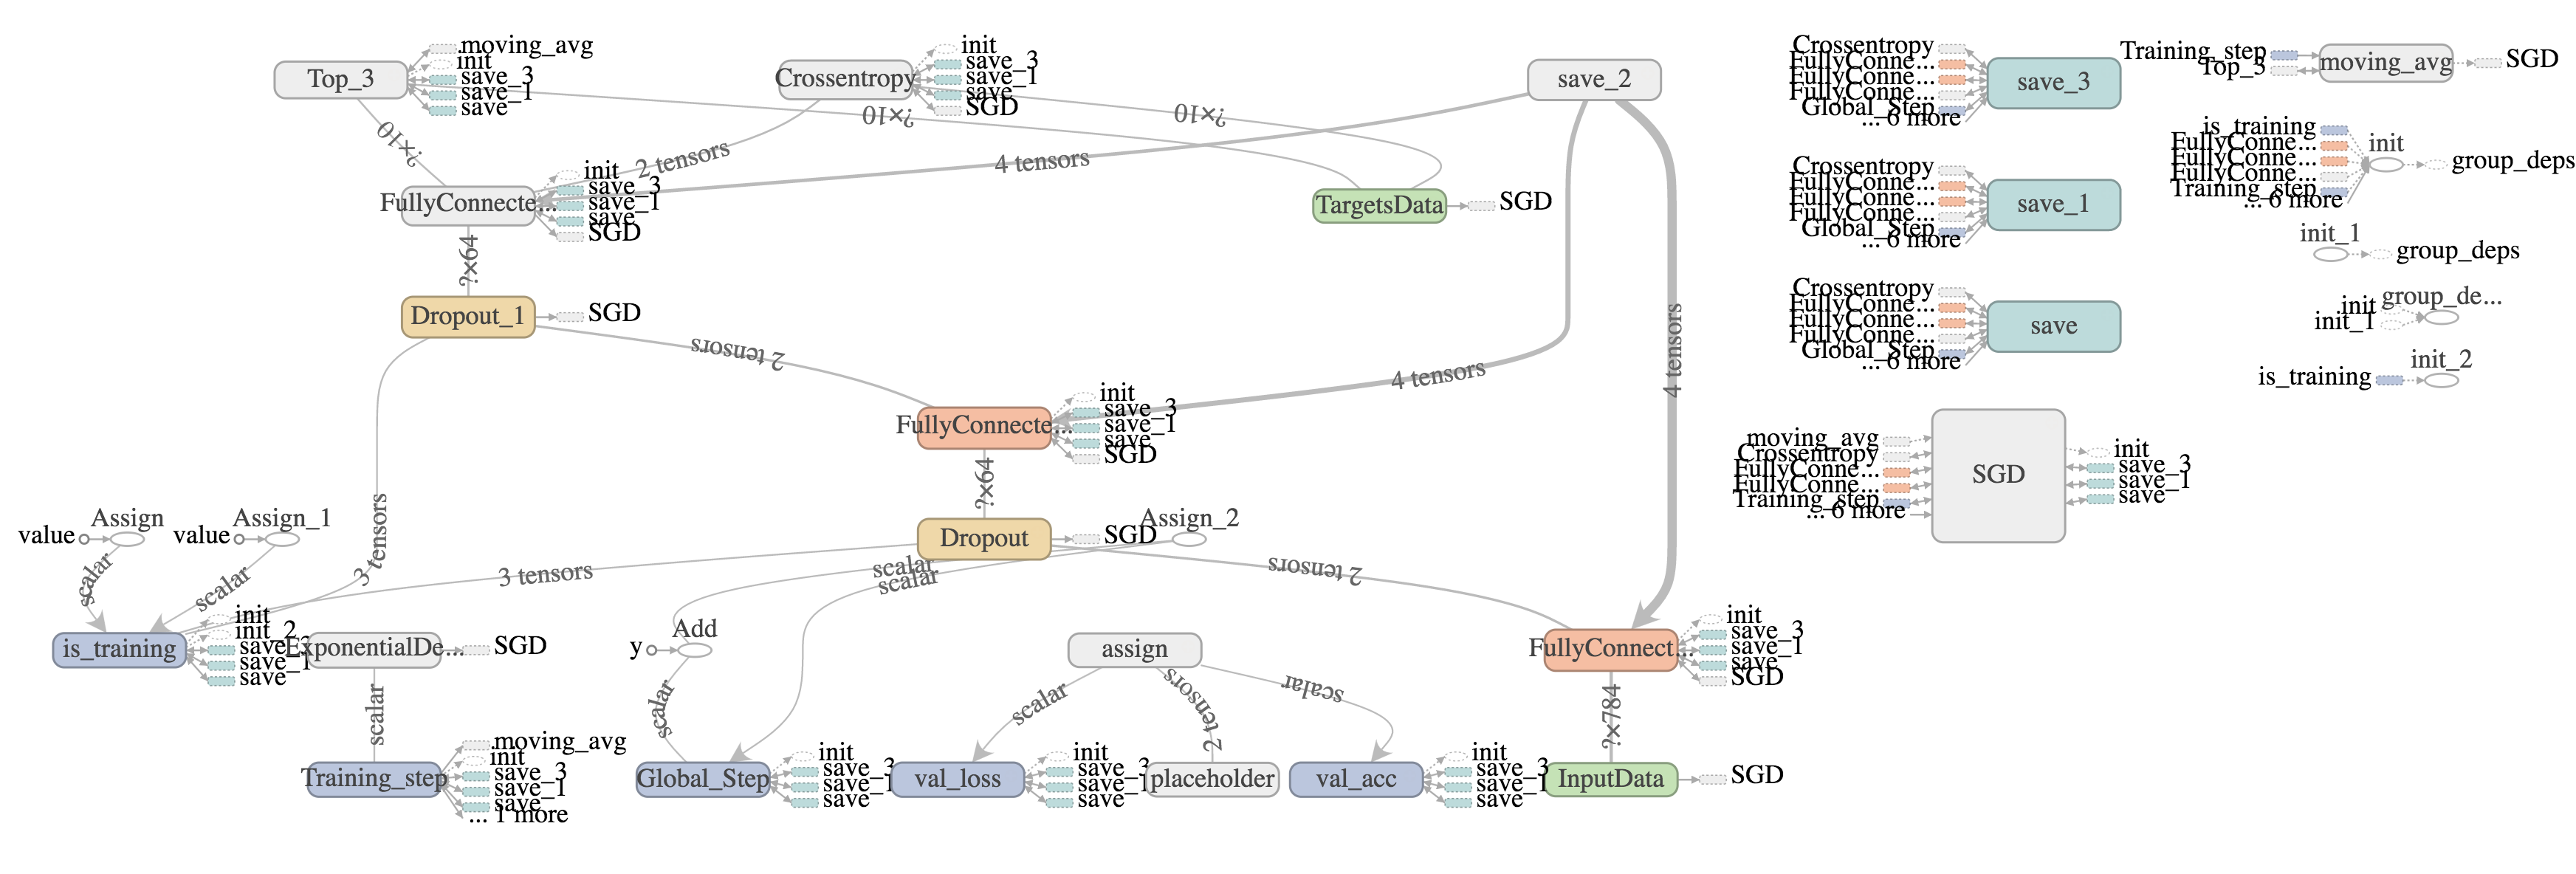 Top_3
moving_avg
init
save_3
save_1
save
Crossentropy
init
save_3
save_1
save
SGD
save_2
?×10
?×10
?×10
2 tensors
4 tensors
FullyConnecte...
init
save_3
save_1
save
SGD
TargetsData
SGD
?×64
Dropout_1
SGD
2 tensors
4 tensors
4 tensors
FullyConnecte...
init
save_3
save_1
save
SGD
?×64
3 tensors
value
Assign
value
Assign_1
Dropout
SGD
Assign_2
scalar
scalar
3 tensors
scalar
scalar
2 tensors
is_training
init
init_2
save_3
save_1
save
ExponentialDe...
SGD
y
Add
assign
FullyConnect...
init
save_3
save_1
save
SGD
scalar
scalar
scalar
2 tensors
scalar
?×784
Training_step
moving_avg
init
save_3
save_1
save
... 1 more
Global_Step
init
save_3
save_1
save
val_loss
init
save_3
save_1
save
placeholder
val_acc
init
save_3
save_1
save
InputData
SGD
Crossentropy
FullyConne...
FullyConne...
FullyConne...
Global_Step
... 6 more
save_3
Crossentropy
FullyConne...
FullyConne...
FullyConne...
Global_Step
... 6 more
save_1
Crossentropy
FullyConne...
FullyConne...
FullyConne...
Global_Step
... 6 more
save
moving_avg
Crossentropy
FullyConne...
FullyConne...
Training_step
... 6 more
SGD
init
save_3
save_1
save
Training_step
Top_3
moving_avg
SGD
is_training
FullyConne...
FullyConne...
FullyConne...
Training_step
... 6 more
init
group_deps
init_1
group_deps
init
init_1
group_de...
is_training
init_2